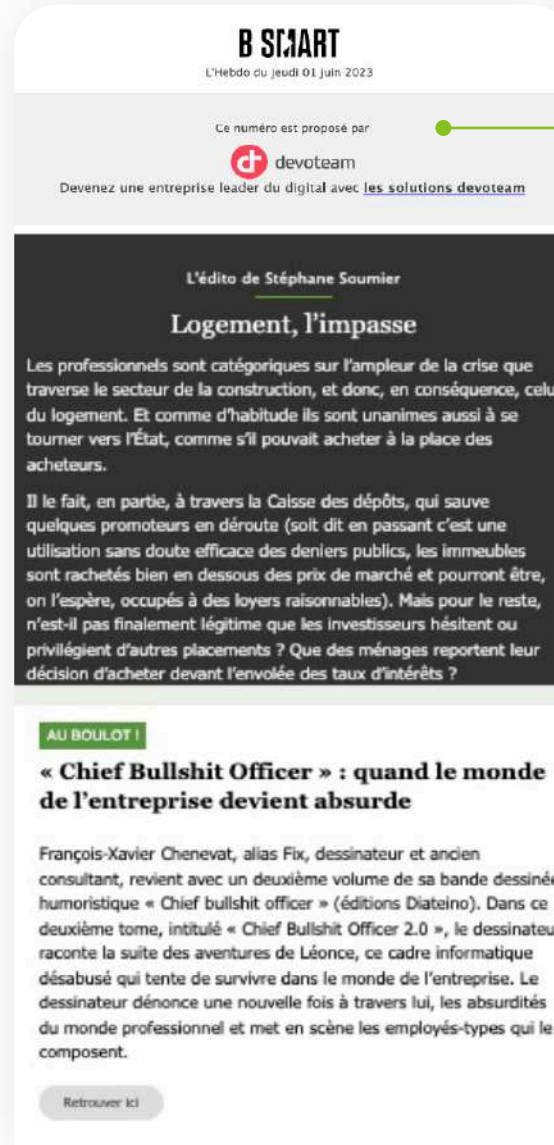 B SMART
L'Hebdo du jeudi 01 juin 2023
Ce numéro est proposé par
devoteam
Devenez une entreprise leader du digital avec les solutions devoteam
L'édito de Stéphane Soumier
Logement, l'impasse
Les professionnels sont catégoriques sur l'ampleur de la crise que
traverse le secteur de la construction, et donc, en conséquence, celu
du logement. Et comme d'habitude ils sont unanimes aussi à se
tourner vers l'État, comme s'il pouvait acheter à la place des
acheteurs.
Il le fait, en partie, à travers la Caisse des dépôts, qui sauve
quelques promoteurs en déroute (soit dit en passant c'est une
utilisation sans doute efficace des deniers publics, les immeubles
sont rachetés bien en dessous des prix de marché et pourront être,
on l'espère, occupés à des loyers raisonnables). Mais pour le reste,
n'est-il pas finalement légitime que les investisseurs hésitent ou
privilégient d'autres placements ? Que des ménages reportent leur
décision d'acheter devant l'envolée des taux d'intérêts ?
AU BOULOT !
« Chief Bullshit Officer » : quand le monde
de l'entreprise devient absurde
François-Xavier Chenevat, alias Fix, dessinateur et ancien
consultant, revient avec un deuxième volume de sa bande dessinée
humoristique « Chief bullshit officer » (éditions Diateino). Dans ce
deuxième tome, intitulé « Chief Bullshit Officer 2.0 », le dessinateu
raconte la suite des aventures de Léonce, ce cadre informatique
désabusé qui tente de survivre dans le monde de l'entreprise. Le
dessinateur dénonce une nouvelle fois à travers lui, les absurdités
du monde professionnel et met en scène les employés-types qui le
composent.
Retrouver ici